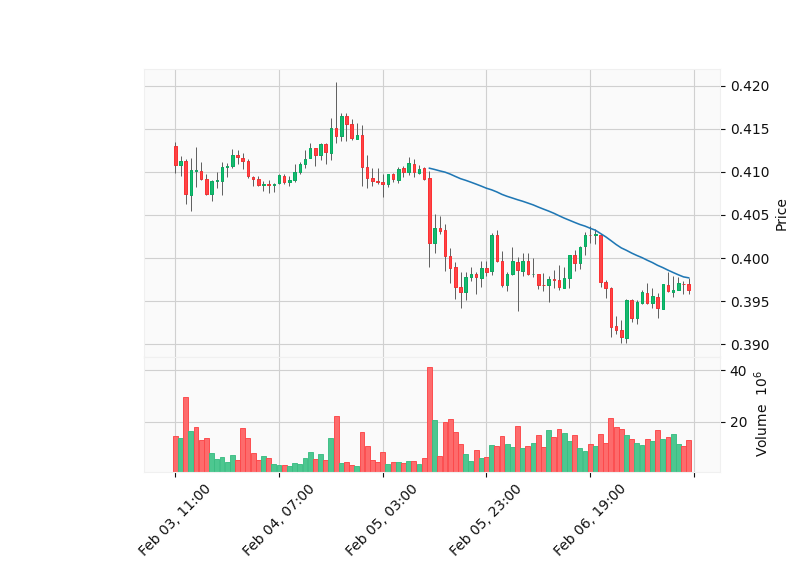 0.420
0.415
0.410
0.405
0.400
0.395
0.390
Price
40
20
Volume 10^6
Feb 03, 11:00
Feb 04, 07:00
Feb 05, 03:00
Feb 05, 23:00
Feb 06, 19:00